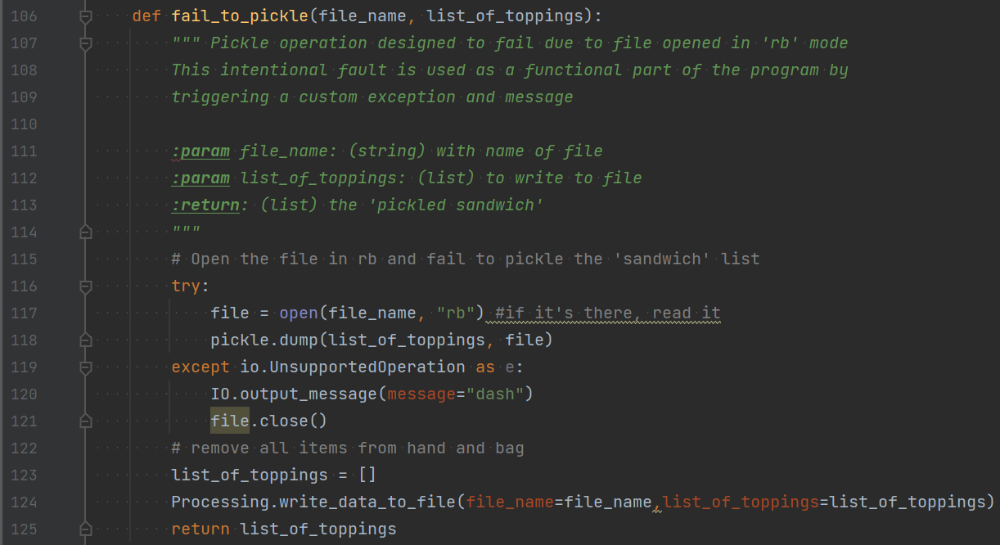 106 def fail_to_pickle(file_name, list_of_toppings):
107 """ Pickle operation designed to fail due to file opened in 'rb' mode
108 This intentional fault is used as a functional part of the program by
109 triggering a custom exception and message
110
111 :param file_name: (string) with name of file
112 :param list_of_toppings: (list) to write to file
113 :return: (list) the 'pickled sandwich'
114 """
115 # Open the file in rb and fail to pickle the 'sandwich' list
116 try:
117 file = open(file_name, "rb") #if it's there, read it
118 pickle.dump(list_of_toppings, file)
119 except io.UnsupportedOperation as e:
120 IO.output_message(message="dash")
121 file.close()
122 # remove all items from hand and bag
123 list_of_toppings = []
124 Processing.write_data_to_file(file_name=file_name,list_of_toppings=list_of_toppings)
125 return list_of_toppings